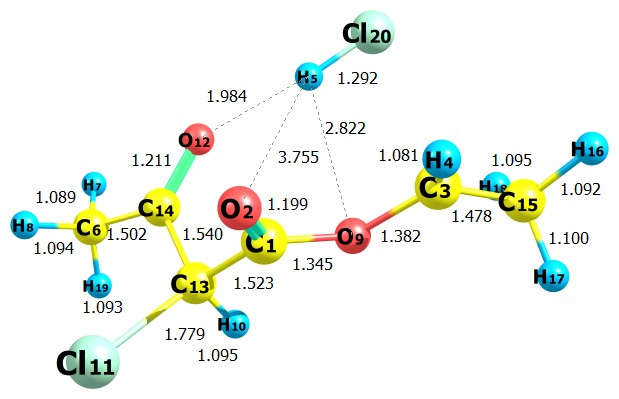 Cl20
H5
1.292
1.984
O12
2.822
1.211
3.755
1.081
H4
1.095
H16
H7
1.089
O2
1.199
C3
H18
C15
1.092
H8
C6
C14
1.478
1.094
1.502
1.540
C1
O9
1.382
1.100
1.345
H19
C13
1.523
H17
1.093
H10
1.779
1.095
Cl11